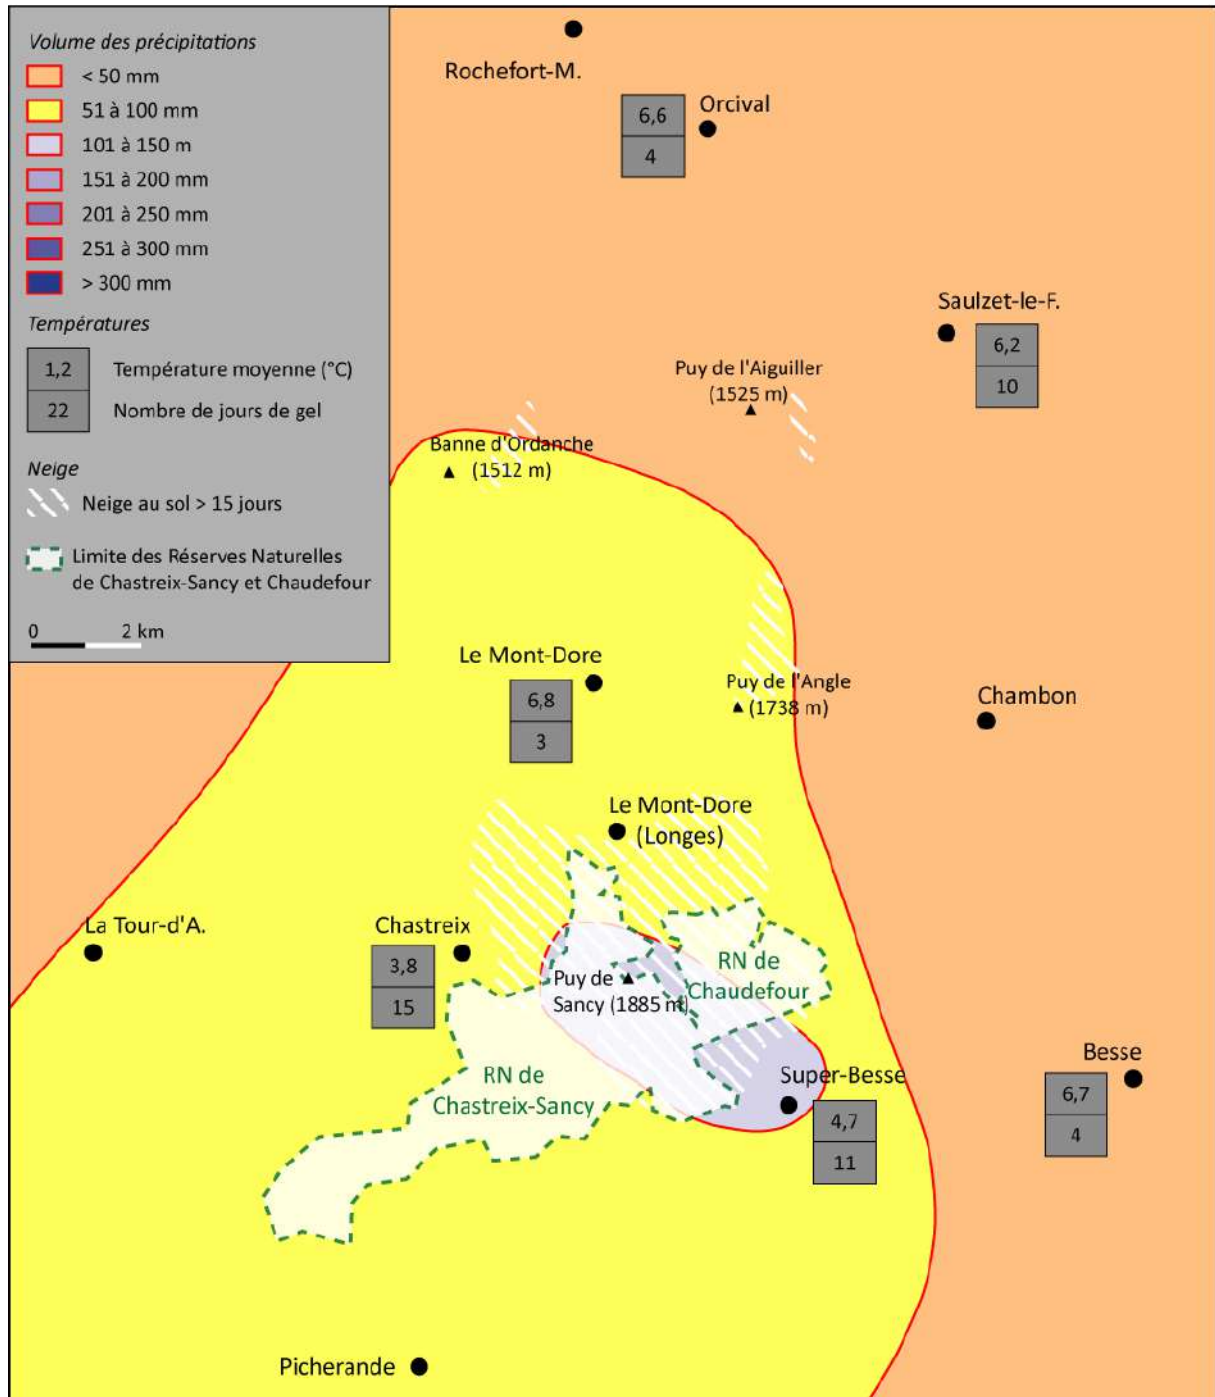 Volume des précipitations
< 50 mm
51 à 100 mm
101 à 150 m
151 à 200 mm
201 à 250 mm
251 à 300 mm
> 300 mm
Températures
1,2
Température moyenne (°C)
22
Nombre de jours de gel
Neige
Neige au sol > 15 jours
Limite des Réserves Naturelles
de Chastreix-Sancy et Chaudefour
0 2 km
Rochefort-M.
Orcival
6,6
4
Saulzet-le-F.
6,2
10
Puy de l'Aiguiller
(1525 m)
Banne d'Ordanche
(1512 m)
Le Mont-Dore
6,8
3
Puy de l'Angle
(1738 m)
Chambon
Le Mont-Dore
(Longes)
La Tour-d'A.
Chastreix
3,8
15
Puy de
Sancy (1885 m)
RN de
Chaudefour
RN de
Chastreix-Sancy
Super-Besse
4,7
11
Besse
6,7
4
Picherande